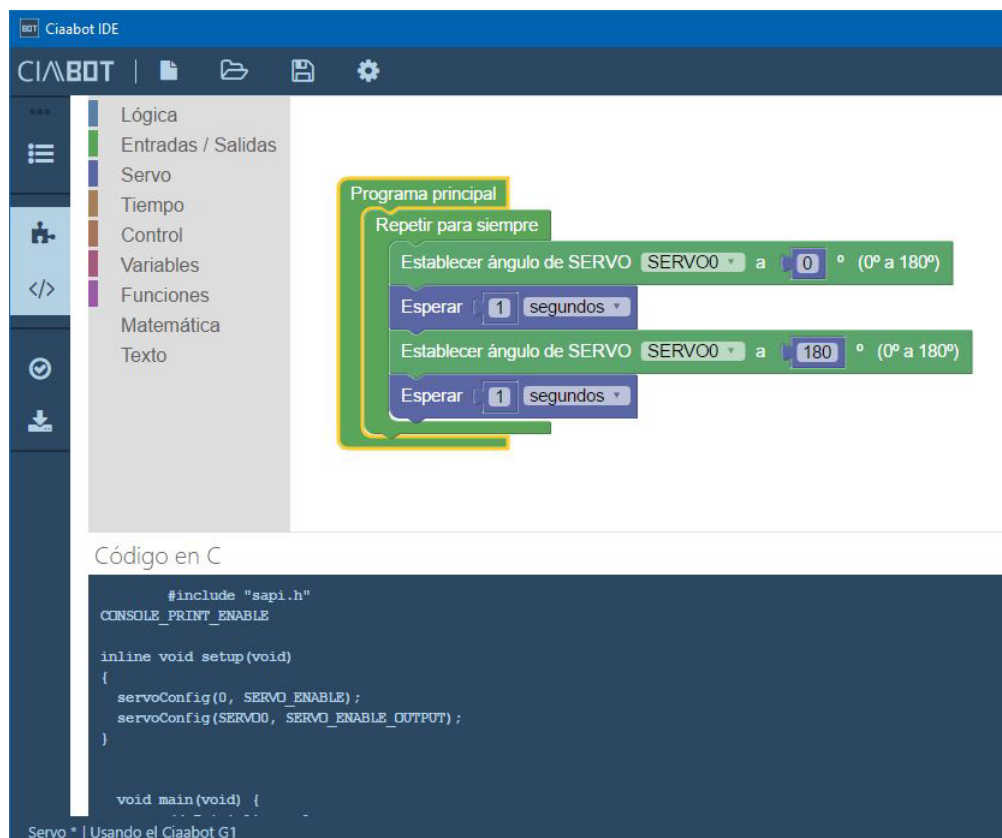 BOT Ciaabot IDE
CIAABOT
Lógica
Entradas / Salidas
Servo
Tiempo
Control
Variables
Funciones
Matemática
Texto
Programa principal
Repetir para siempre
Establecer ángulo de SERVO SERVO0 a 0 º (0º a 180º)
Esperar 1 segundos
Establecer ángulo de SERVO SERVO0 a 180 º (0º a 180º)
Esperar 1 segundos
</>
Código en C
#include "sapi.h"
CONSOLE_PRINT_ENABLE
inline void setup(void)
{
servoConfig(0, SERVO_ENABLE);
servoConfig(SERVO0, SERVO_ENABLE_OUTPUT);
}
void main(void) {
Servo * | Usando el Ciaabot G1